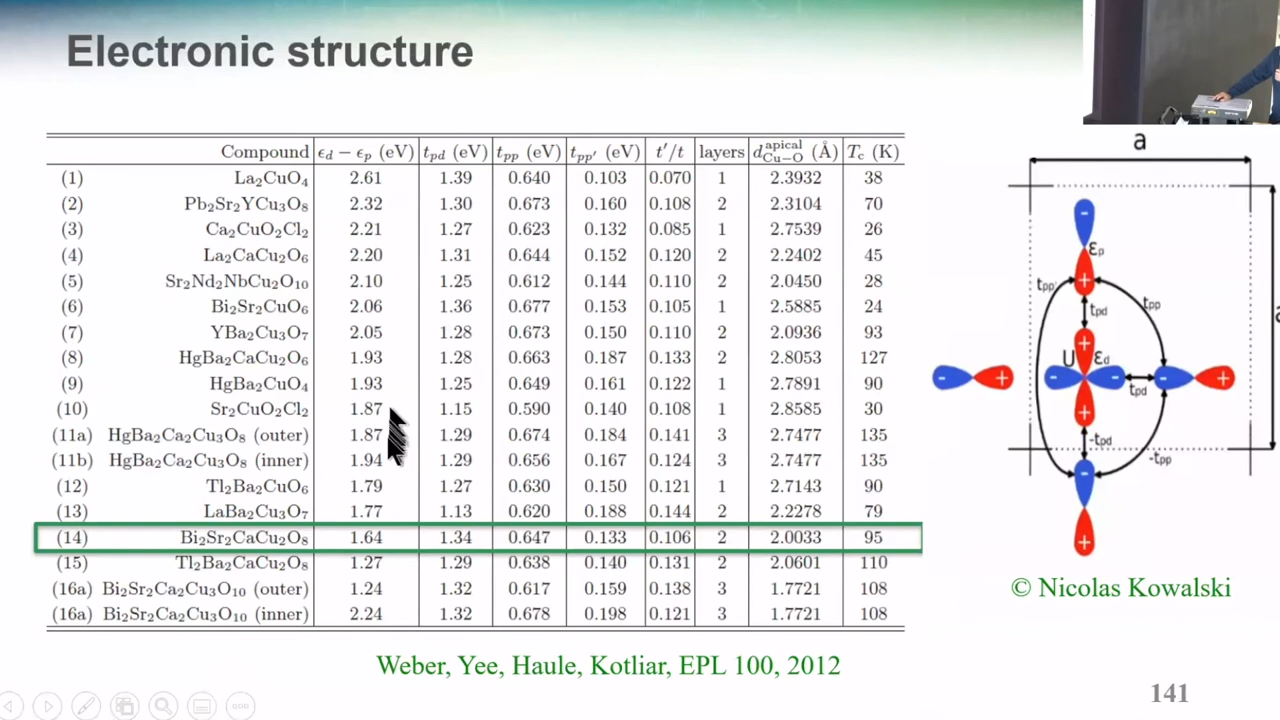 Electronic structure
Compound ϵd − ϵp (eV) tpd (eV) tpp (eV) tpp′ (eV) t′/t layers d^apical_Cu−O (Å) Tc (K)
(1) La₂CuO₄ 2.61 1.39 0.640 0.103 0.070 1 2.3932 38
(2) Pb₂Sr₂YCu₃O₈ 2.32 1.30 0.673 0.160 0.108 2 2.3104 70
(3) Ca₂CuO₂Cl₂ 2.21 1.27 0.623 0.132 0.085 1 2.7539 26
(4) La₂CaCu₂O₆ 2.20 1.31 0.644 0.152 0.120 2 2.2402 45
(5) Sr₂Nd₂NbCu₂O₁₀ 2.10 1.25 0.612 0.144 0.110 2 2.0450 28
(6) Bi₂Sr₂CuO₆ 2.06 1.36 0.677 0.153 0.105 1 2.5885 24
(7) YBa₂Cu₃O₇ 2.05 1.28 0.673 0.150 0.110 2 2.0936 93
(8) HgBa₂CaCu₂O₆ 1.93 1.28 0.663 0.187 0.133 2 2.8053 127
(9) HgBa₂CuO₄ 1.93 1.25 0.649 0.161 0.122 1 2.7891 90
(10) Sr₂CuO₂Cl₂ 1.87 1.15 0.590 0.140 0.108 1 2.8585 30
(11a) HgBa₂Ca₂Cu₃O₈ (outer) 1.87 1.29 0.674 0.184 0.141 3 2.7477 135
(11b) HgBa₂Ca₂Cu₃O₈ (inner) 1.94 1.29 0.656 0.167 0.124 3 2.7477 135
(12) Tl₂Ba₂CuO₆ 1.79 1.27 0.630 0.150 0.121 1 2.7143 90
(13) LaBa₂Cu₃O₇ 1.77 1.13 0.620 0.188 0.144 2 2.2278 79
(14) Bi₂Sr₂CaCu₂O₈ 1.64 1.34 0.647 0.133 0.106 2 2.0033 95
(15) Tl₂Ba₂CaCu₂O₈ 1.27 1.29 0.638 0.140 0.131 2 2.0601 110
(16a) Bi₂Sr₂Ca₂Cu₃O₁₀ (outer) 1.24 1.32 0.617 0.159 0.138 3 1.7721 108
(16a) Bi₂Sr₂Ca₂Cu₃O₁₀ (inner) 2.24 1.32 0.678 0.198 0.121 3 1.7721 108
Weber, Yee, Haule, Kotliar, EPL 100, 2012
a
-
εp
+
tpp'
tpd
tpp
a
+
U εd
- + - - - +
tpd
+
-tpd
-tpp
-
+
© Nicolas Kowalski
141